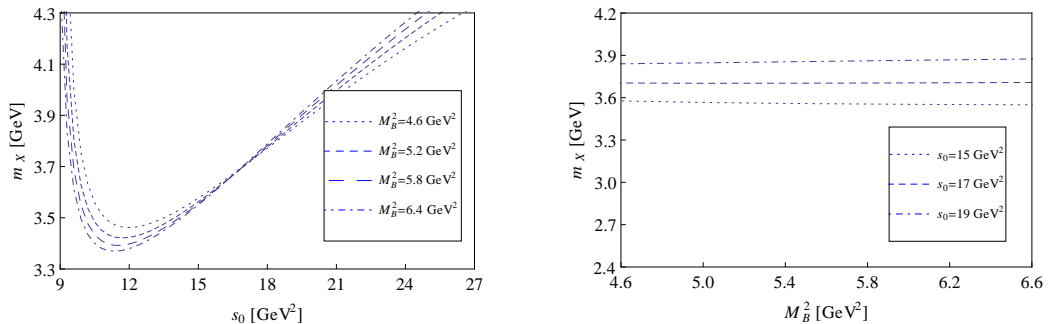 4.3
4.1
3.9
3.7
3.5
3.3
m_X [GeV]
9 12 15 18 21 24 27
s_0 [GeV^2]
M_B^2=4.6 GeV^2
M_B^2=5.2 GeV^2
M_B^2=5.8 GeV^2
M_B^2=6.4 GeV^2
4.2
3.9
3.6
3.3
3.0
2.7
2.4
m_X [GeV]
4.6 5.0 5.4 5.8 6.2 6.6
M_B^2 [GeV^2]
s_0=15 GeV^2
s_0=17 GeV^2
s_0=19 GeV^2